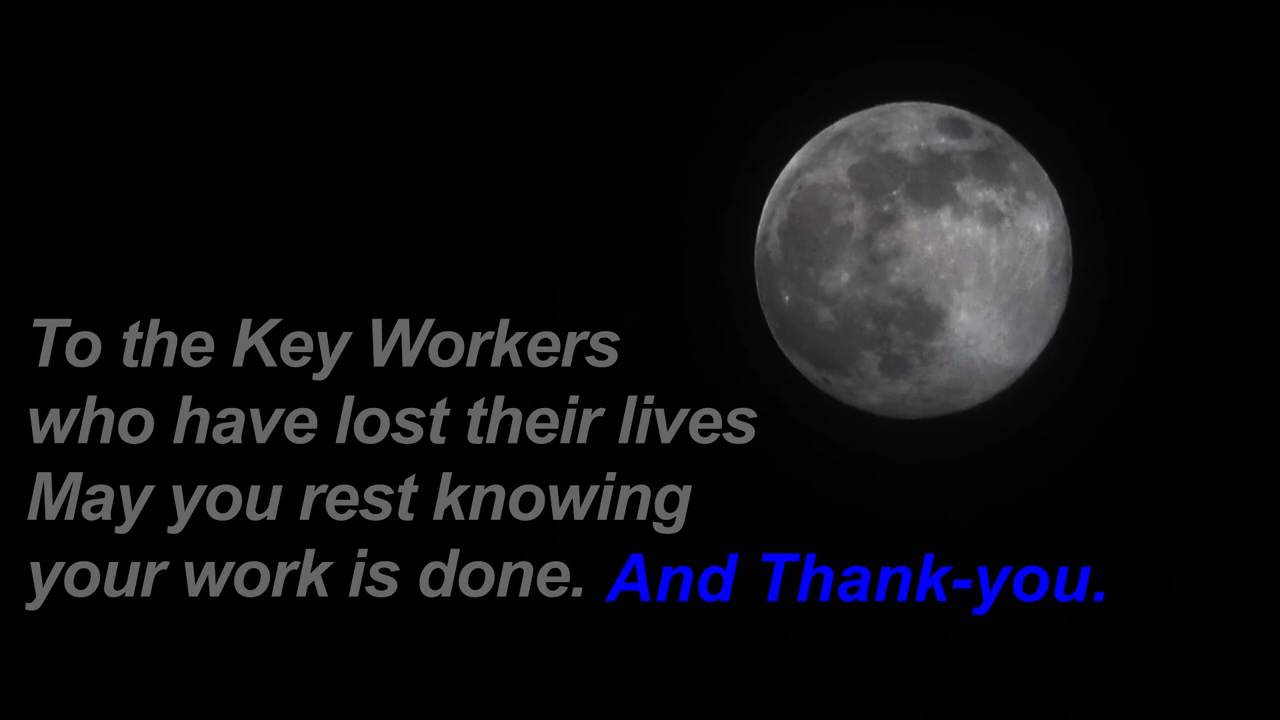 To the Key Workers
who have lost their lives
May you rest knowing
your work is done. And Thank-you.